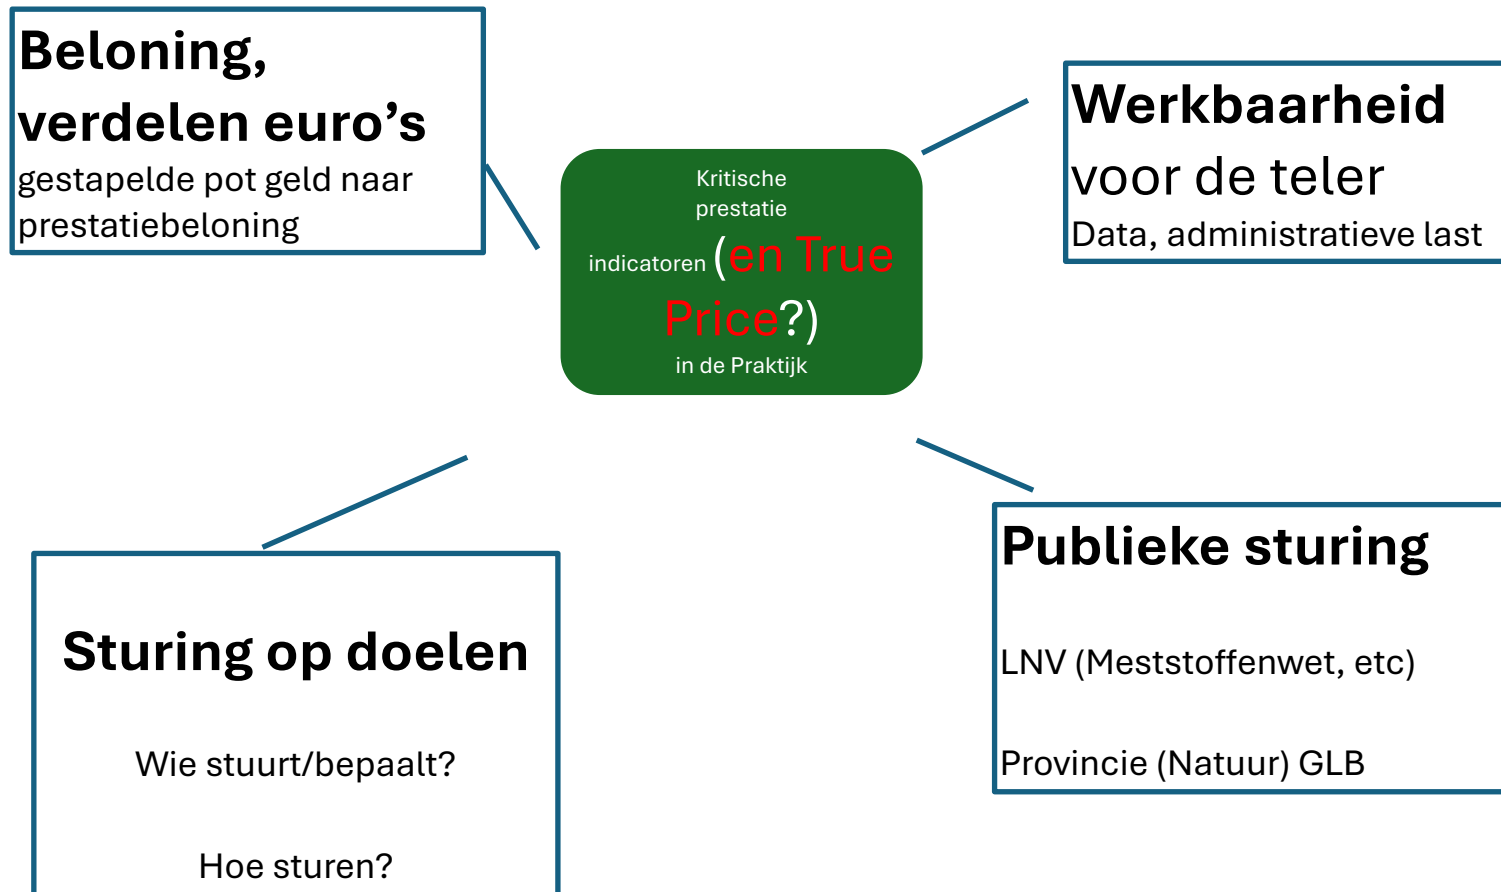 Beloning,
verdelen euro’s
gestapelde pot geld naar
prestatiebeloning
Kritische
prestatie
indicatoren (en True
Price?)
in de Praktijk
Werkbaarheid
voor de teler
Data, administratieve last
Sturing op doelen
Wie stuurt/bepaalt?
Hoe sturen?
Publieke sturing
LNV (Meststoffenwet, etc)
Provincie (Natuur) GLB